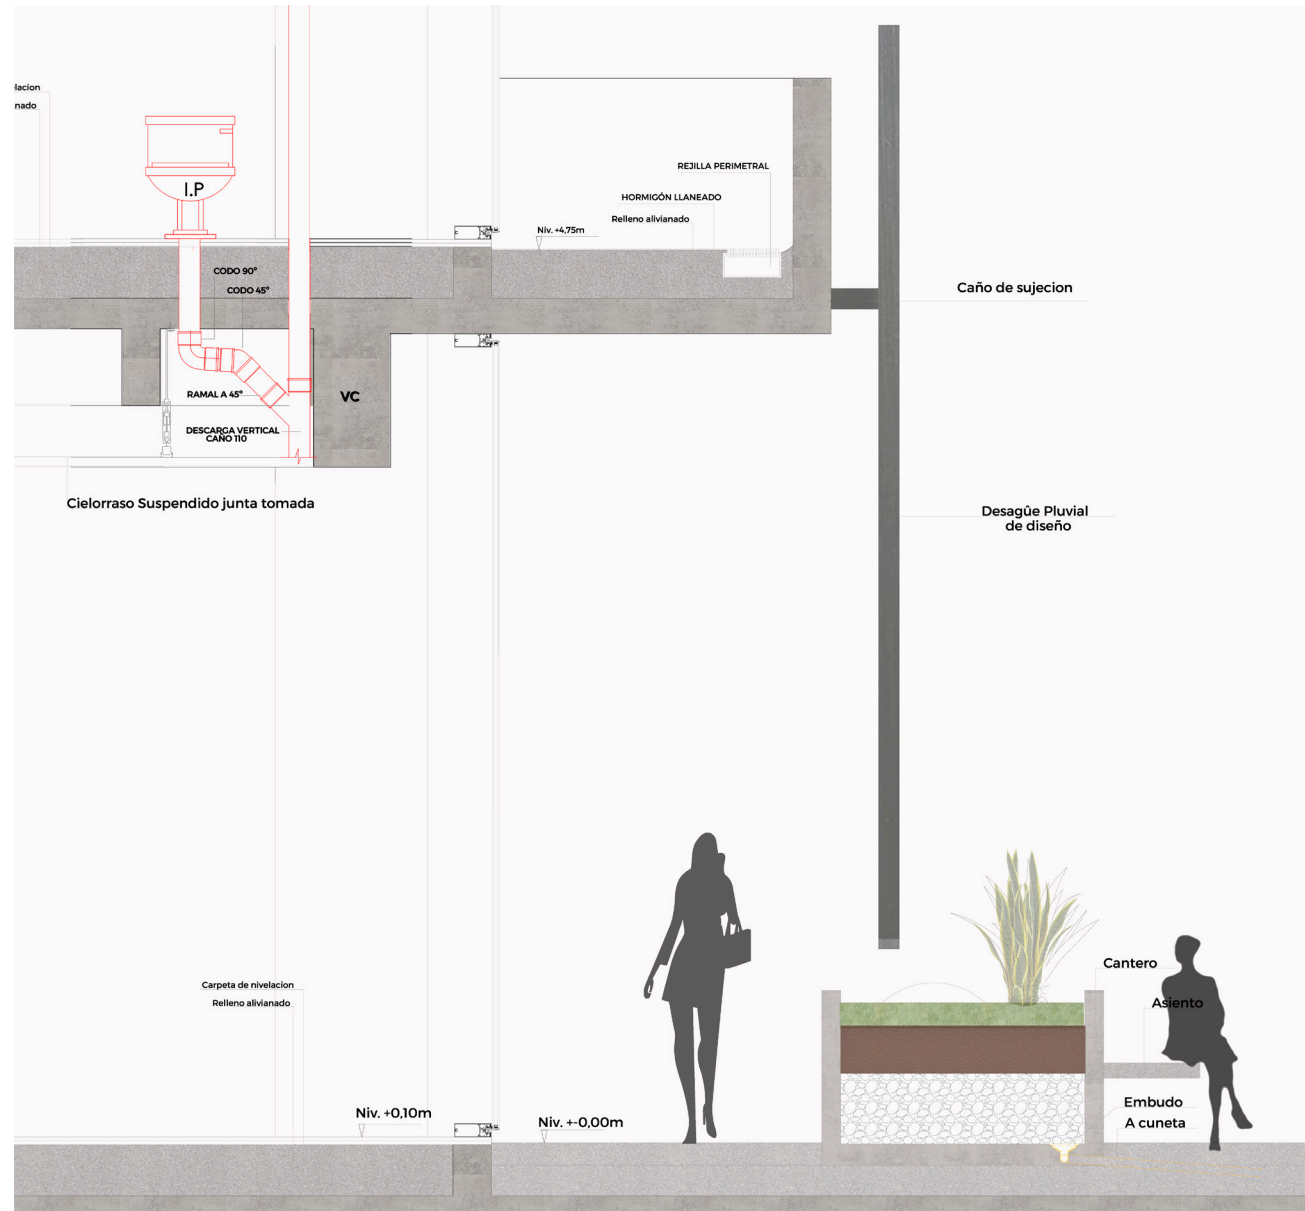 elacion
nado
I.P
REJILLA PERIMETRAL
HORMIGÓN LLANEADO
Relleno alivianado
Niv. +4,75m
CODO 90°
CODO 45°
Caño de sujecion
RAMAL A 45°
VC
DESCARGA VERTICAL
CAÑO 110
Cielorraso Suspendido junta tomada
Desagûe Pluvial
de diseño
Cantero
Carpeta de nivelacion
Relleno alivianado
Asiento
Embudo
Niv. +0,10m
Niv. +-0,00m
A cuneta